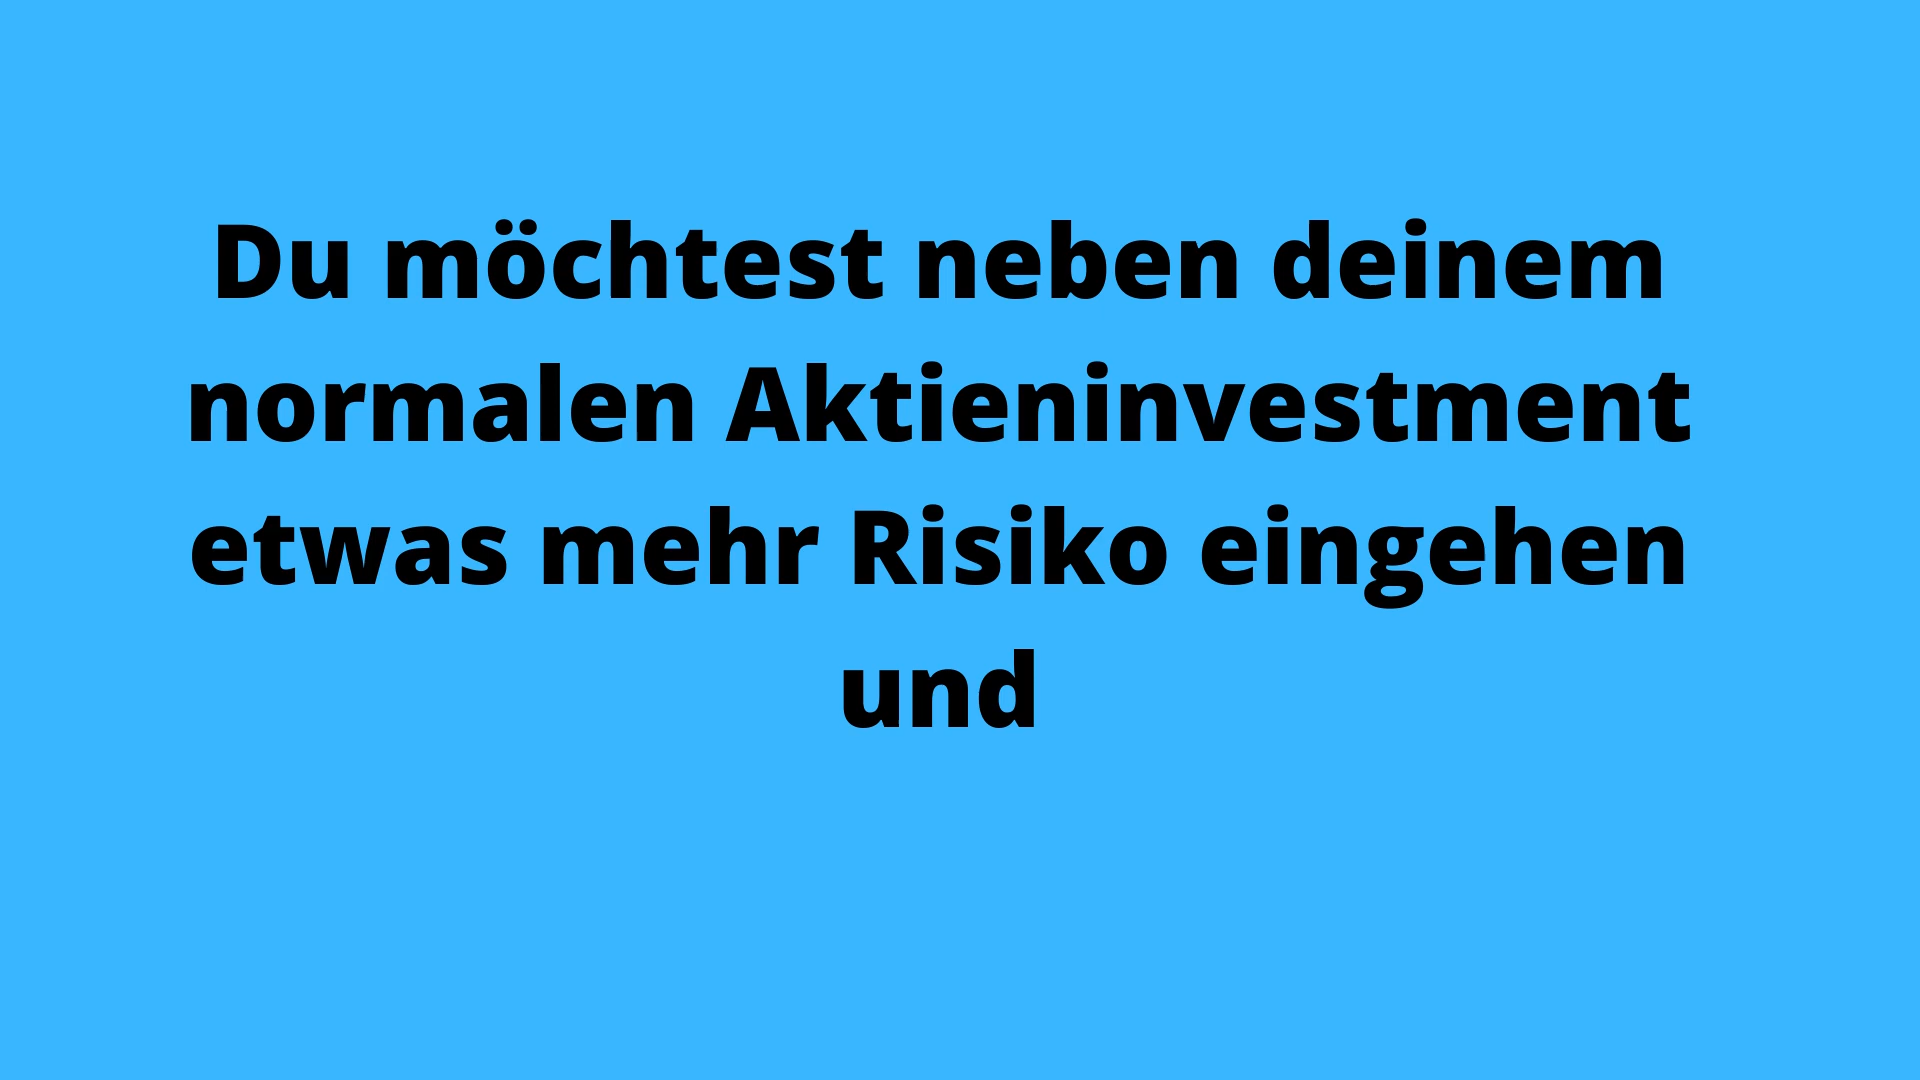 Du möchtest neben deinem
normalen Aktieninvestment
etwas mehr Risiko eingehen
und